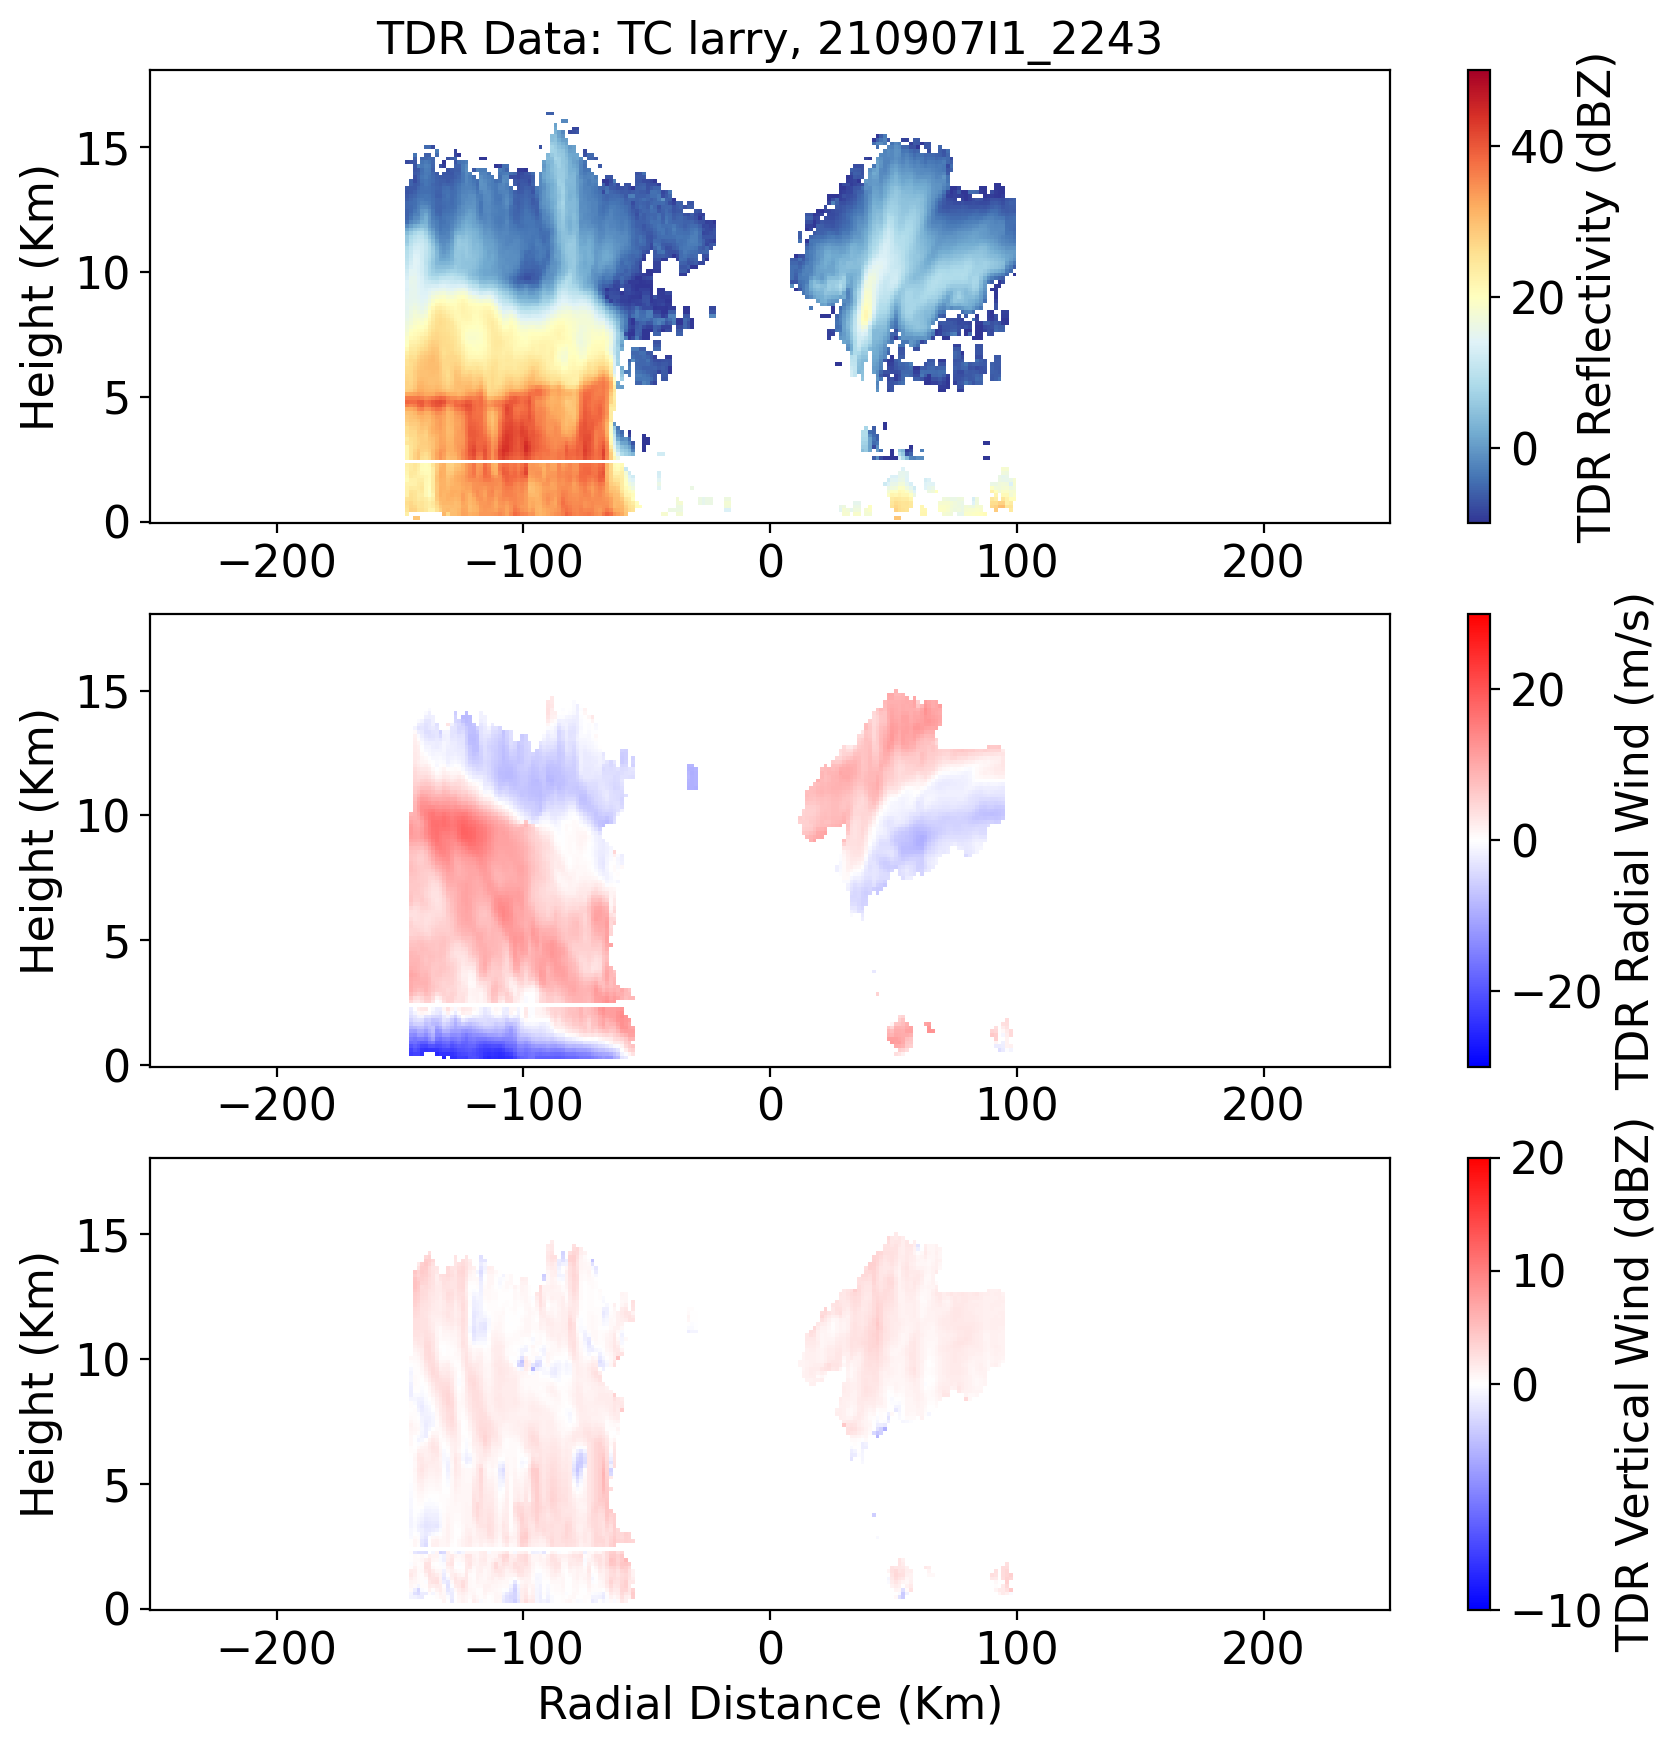 TDR Data: TC larry, 210907I1_2243
15
10
5
0
Height (Km)
−200 −100 0 100 200
40
20
0
TDR Reflectivity (dBZ)
15
10
5
0
Height (Km)
−200 −100 0 100 200
20
0
−20
TDR Radial Wind (m/s)
15
10
5
0
Height (Km)
−200 −100 0 100 200
Radial Distance (Km)
20
10
0
−10
TDR Vertical Wind (dBZ)